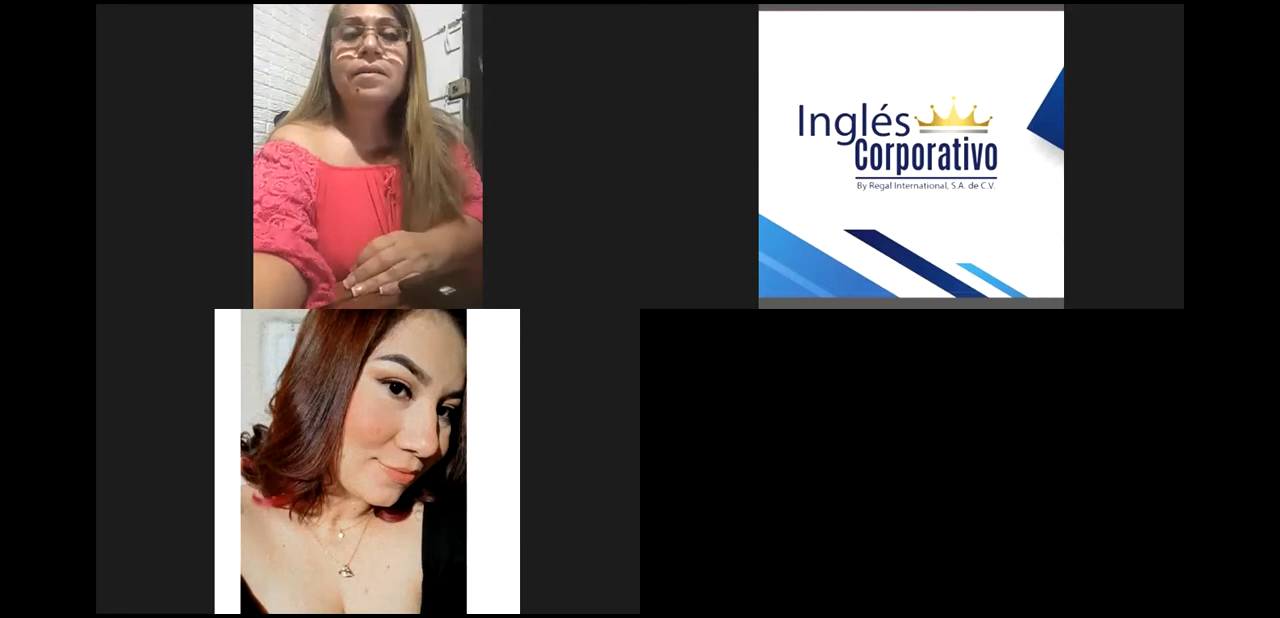 Inglés
Corporativo
By Regal International, S.A. de C.V.